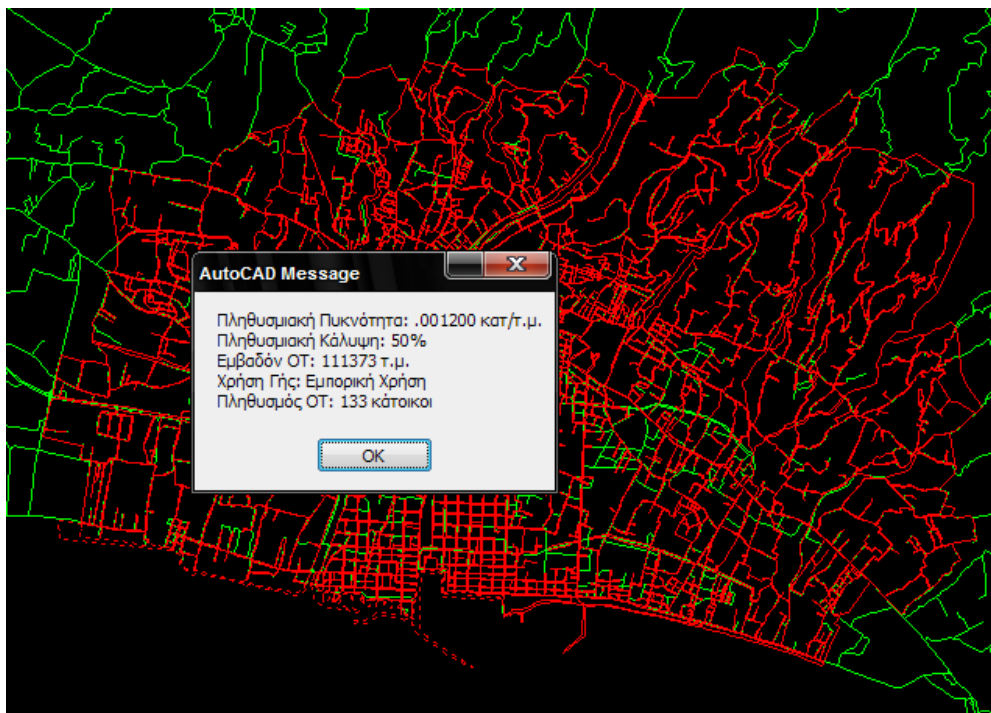 AutoCAD Message
Πληθυσμιακή Πυκνότητα: .001200 κατ/τ.μ.
Πληθυσμιακή Κάλυψη: 50%
Εμβαδόν ΟΤ: 111373 τ.μ.
Χρήση Γής: Εμπορική Χρήση
Πληθυσμός ΟΤ: 133 κάτοικοι
OK